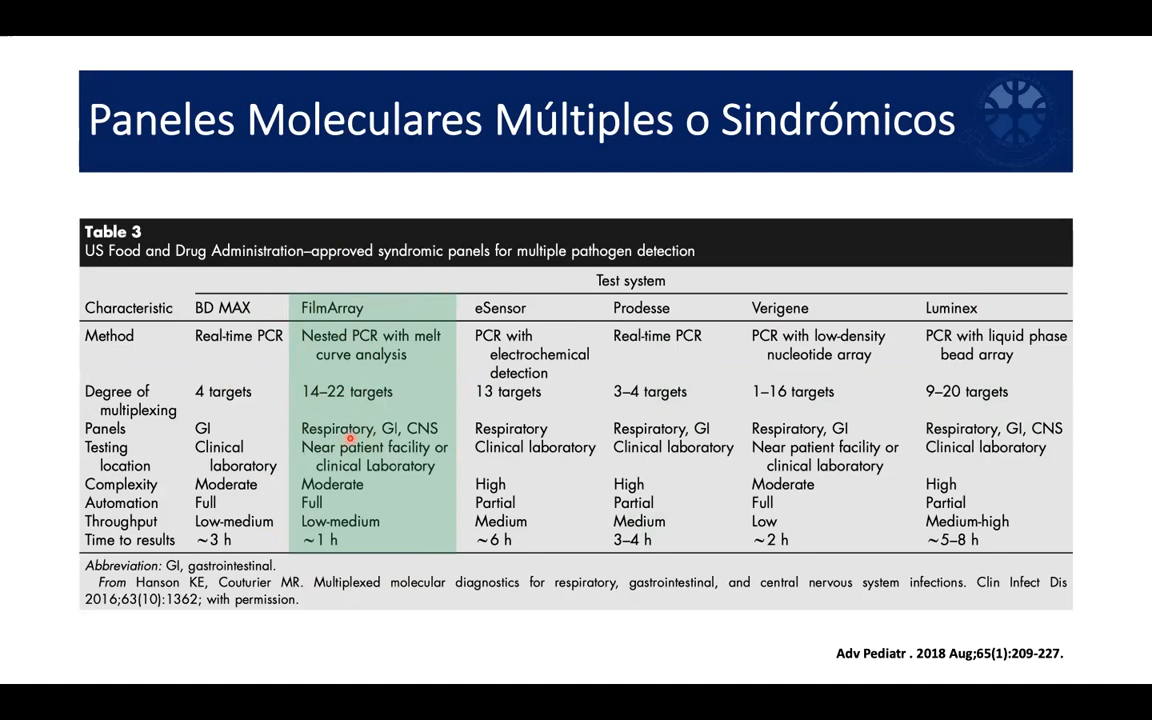 Paneles Moleculares Múltiples o Sindrómicos
Table 3
US Food and Drug Administration–approved syndromic panels for multiple pathogen detection
Test system
Characteristic BD MAX FilmArray eSensor Prodesse Verigene Luminex
Method Real-time PCR Nested PCR with melt PCR with Real-time PCR PCR with low-density PCR with liquid phase
curve analysis electrochemical nucleotide array bead array
detection
Degree of 4 targets 14–22 targets 13 targets 3–4 targets 1–16 targets 9–20 targets
multiplexing
Panels GI Respiratory, GI, CNS Respiratory Respiratory, GI Respiratory, GI Respiratory, GI, CNS
Testing Clinical Near patient facility or Clinical laboratory Clinical laboratory Near patient facility or Clinical laboratory
location laboratory clinical Laboratory clinical laboratory
Complexity Moderate Moderate High High Moderate High
Automation Full Full Partial Partial Full Partial
Throughput Low-medium Low-medium Medium Medium Low Medium-high
Time to results ~3 h ~1 h ~6 h 3–4 h ~2 h ~5–8 h
Abbreviation: GI, gastrointestinal.
From Hanson KE, Couturier MR. Multiplexed molecular diagnostics for respiratory, gastrointestinal, and central nervous system infections. Clin Infect Dis
2016;63(10):1362; with permission.
Adv Pediatr . 2018 Aug;65(1):209-227.